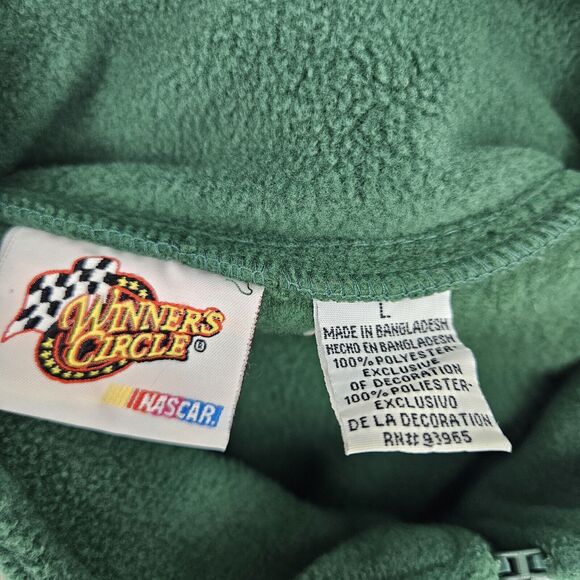 WINNER'S
CIRCLE®
NASCAR.
L
MADE IN BANGLADESH
HECHO EN BANGLADESH
100% POLYESTER-
EXCLUSIVE
OF DECORATION
100% POLIESTER-
EXCLUSIVO
DE LA DECORATION
RN# 93965